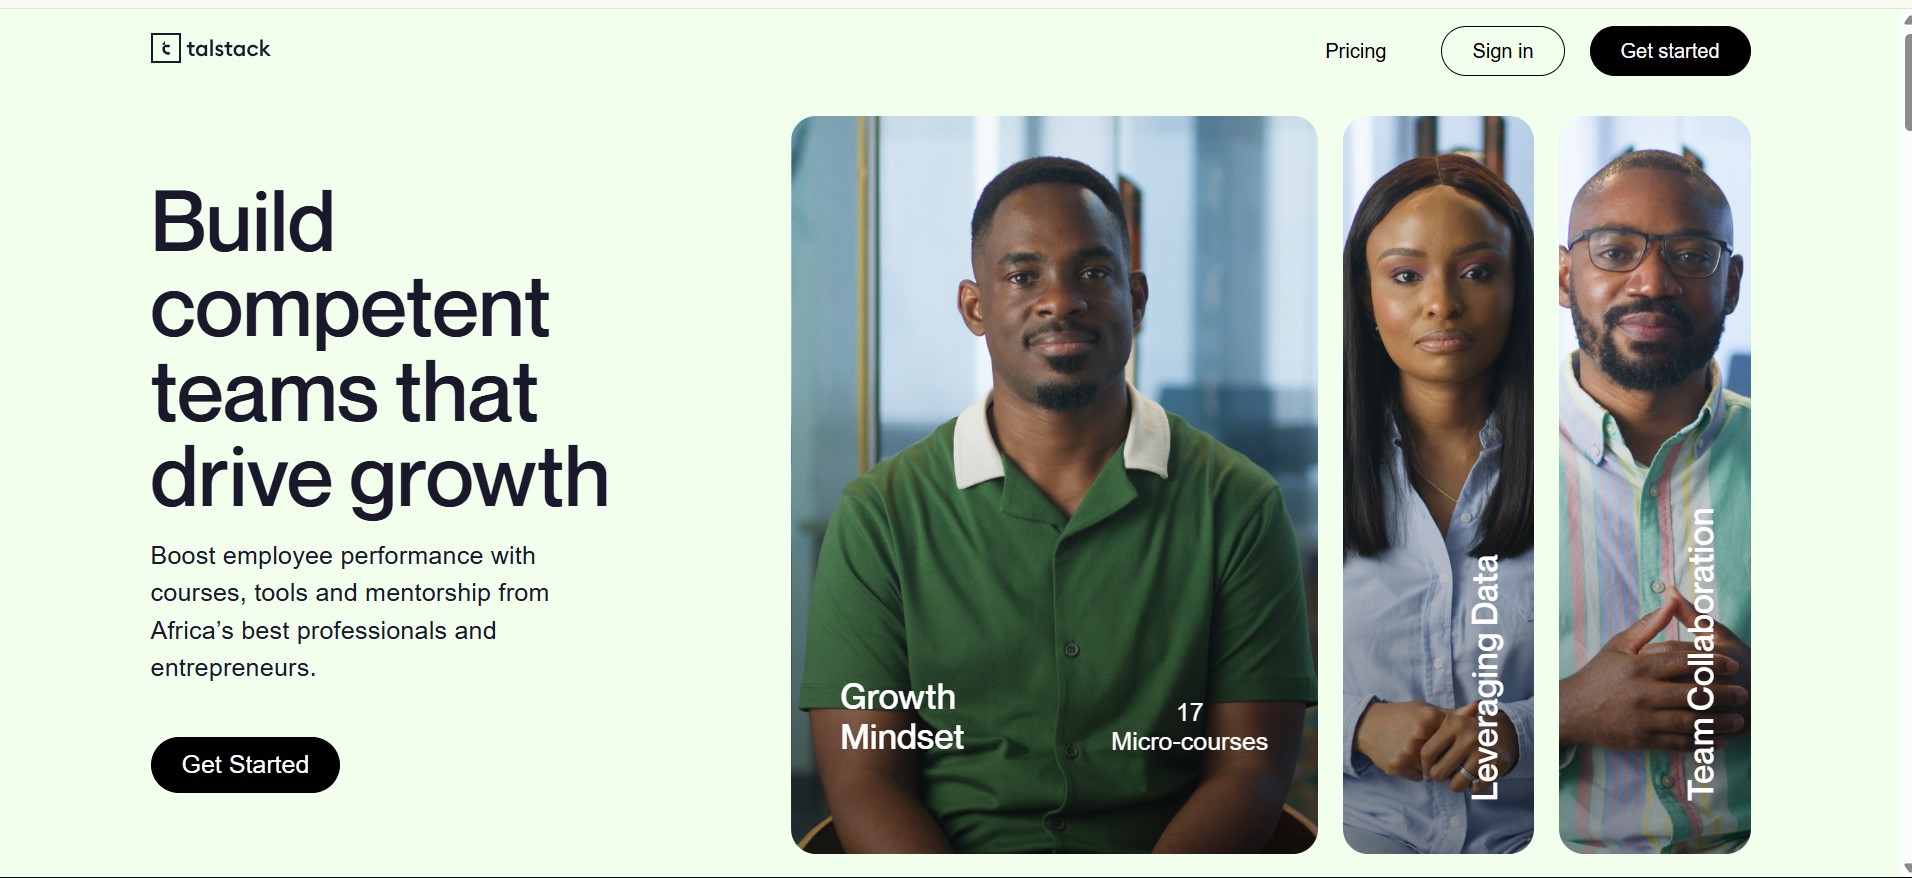 talstack
Pricing
Sign in
Get started
Build
competent
teams that
drive growth
Boost employee performance with
courses, tools and mentorship from
Africa’s best professionals and
entrepreneurs.
Get Started
Growth
Mindset
17
Micro-courses
Leveraging Data
Team Collaboration